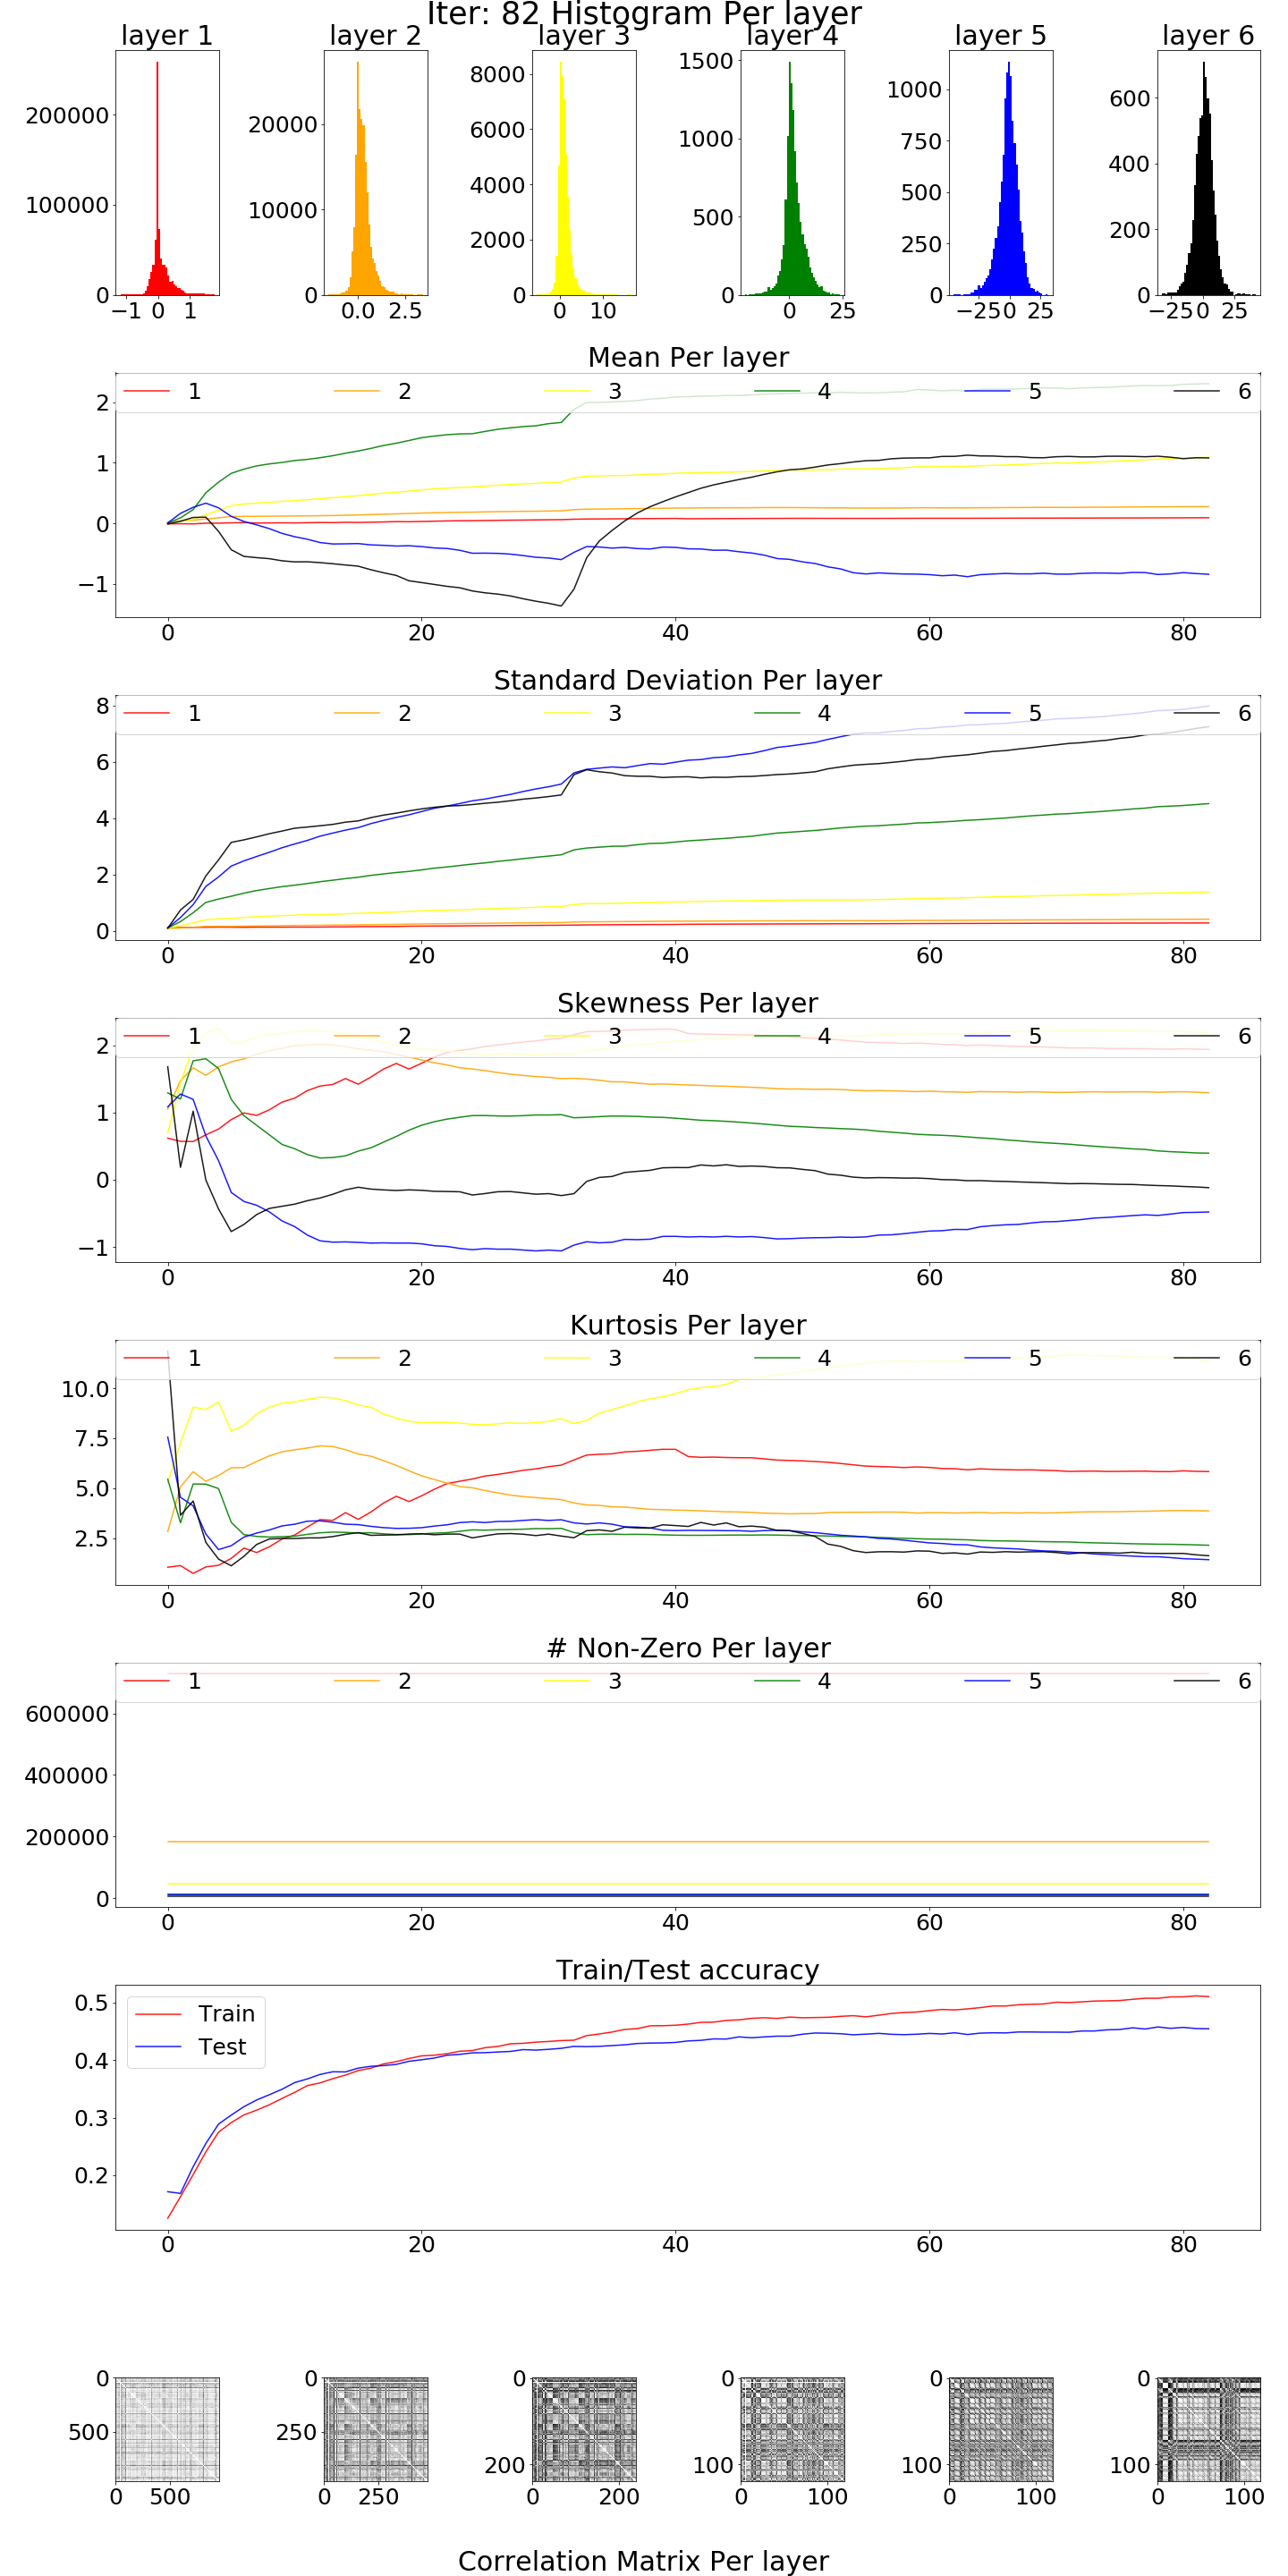 Iter: 82 Histogram Per layer
layer 1 layer 2 layer 3 layer 4 layer 5 layer 6
200000 100000 0
−1 0 1
20000 10000 0
0.0 2.5
8000 6000 4000 2000 0
0 10
1500 1000 500 0
0 25
1000 750 500 250 0
−25 0 25
600 400 200 0
−25 0 25
Mean Per layer
1 2 3 4 5 6
2
1
0
−1
0 20 40 60 80
Standard Deviation Per layer
1 2 3 4 5 6
8
6
4
2
0
0 20 40 60 80
Skewness Per layer
1 2 3 4 5 6
2
1
0
−1
0 20 40 60 80
Kurtosis Per layer
1 2 3 4 5 6
10.0
7.5
5.0
2.5
0 20 40 60 80
# Non-Zero Per layer
1 2 3 4 5 6
600000
400000
200000
0
0 20 40 60 80
Train/Test accuracy
Train
Test
0.5
0.4
0.3
0.2
0 20 40 60 80
0 500
0 500
0 250
0 250
0 200
0 200
0 100
0 100
0 100
0 100
0 100
0 100
Correlation Matrix Per layer